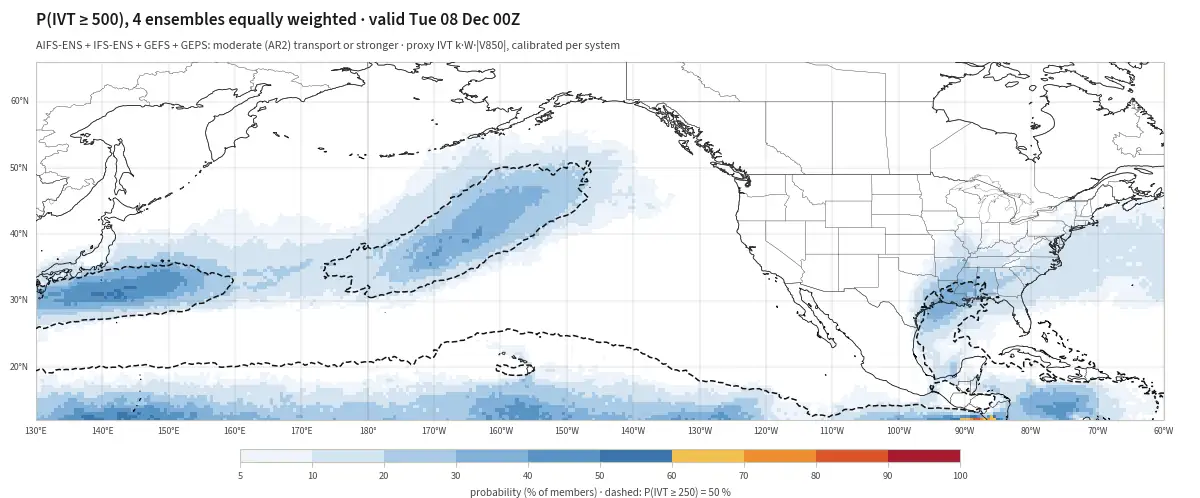 P(IVT ≥ 500), 4 ensembles equally weighted · valid Tue 08 Dec 00Z
AIFS-ENS + IFS-ENS + GEFS + GEPS: moderate (AR2) transport or stronger · proxy IVT k·W·|V850|, calibrated per system
60°N
50°N
40°N
30°N
20°N
130°E 140°E 150°E 160°E 170°E 180° 170°W 160°W 150°W 140°W 130°W 120°W 110°W 100°W 90°W 80°W 70°W 60°W
5 10 20 30 40 50 60 70 80 90 100
probability (% of members) · dashed: P(IVT ≥ 250) = 50 %